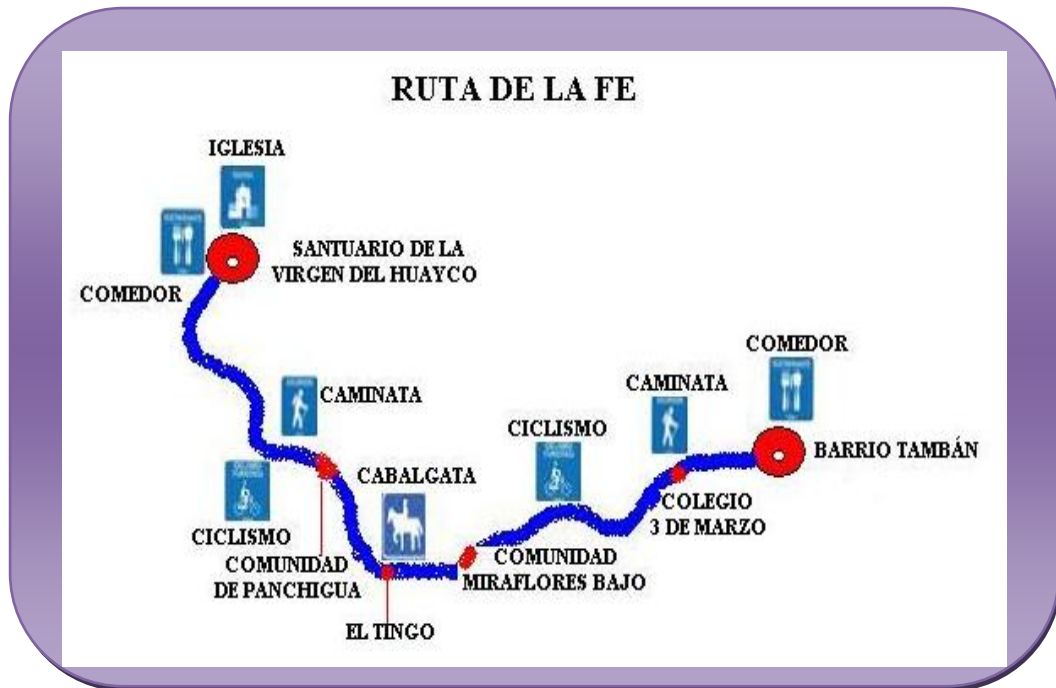 RUTA DE LA FE
IGLESIA
SANTUARIO DE LA
VIRGEN DEL HUAYCO
COMEDOR
CAMINATA
CICLISMO
COMUNIDAD
DE PANCHIGUA
CABALGATA
EL TINGO
COMUNIDAD
MIRAFLORES BAJO
CICLISMO
CAMINATA
COLEGIO
3 DE MARZO
COMEDOR
BARRIO TAMBÁN